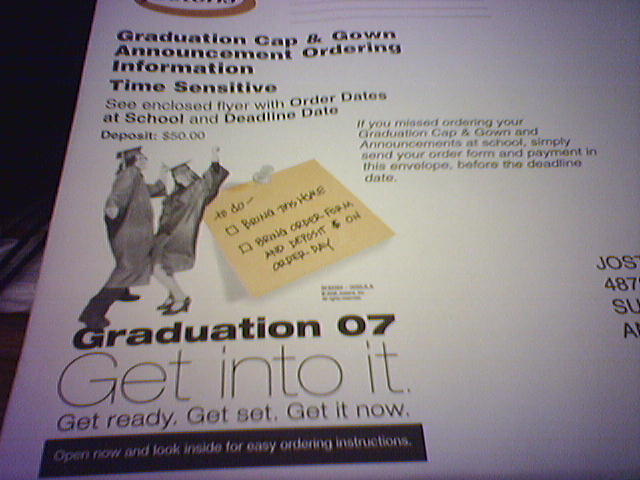 Graduation Cap & Gown
Announcement Ordering
Information
Time Sensitive
See enclosed flyer with Order Dates
at School and Deadline Date
Deposit: $50.00
If you missed ordering your
Graduation Cap & Gown and
Announcements at school, simply
send your order form and payment in
this envelope, before the deadline
date.
to do-
BRING THIS HOME
BRING ORDER FORM
AND DEPOSIT $ ON
ORDER DAY
JOST
487
SU
Graduation 07
Get into it.
Get ready. Get set. Get it now.
Open now and look inside for easy ordering instructions.